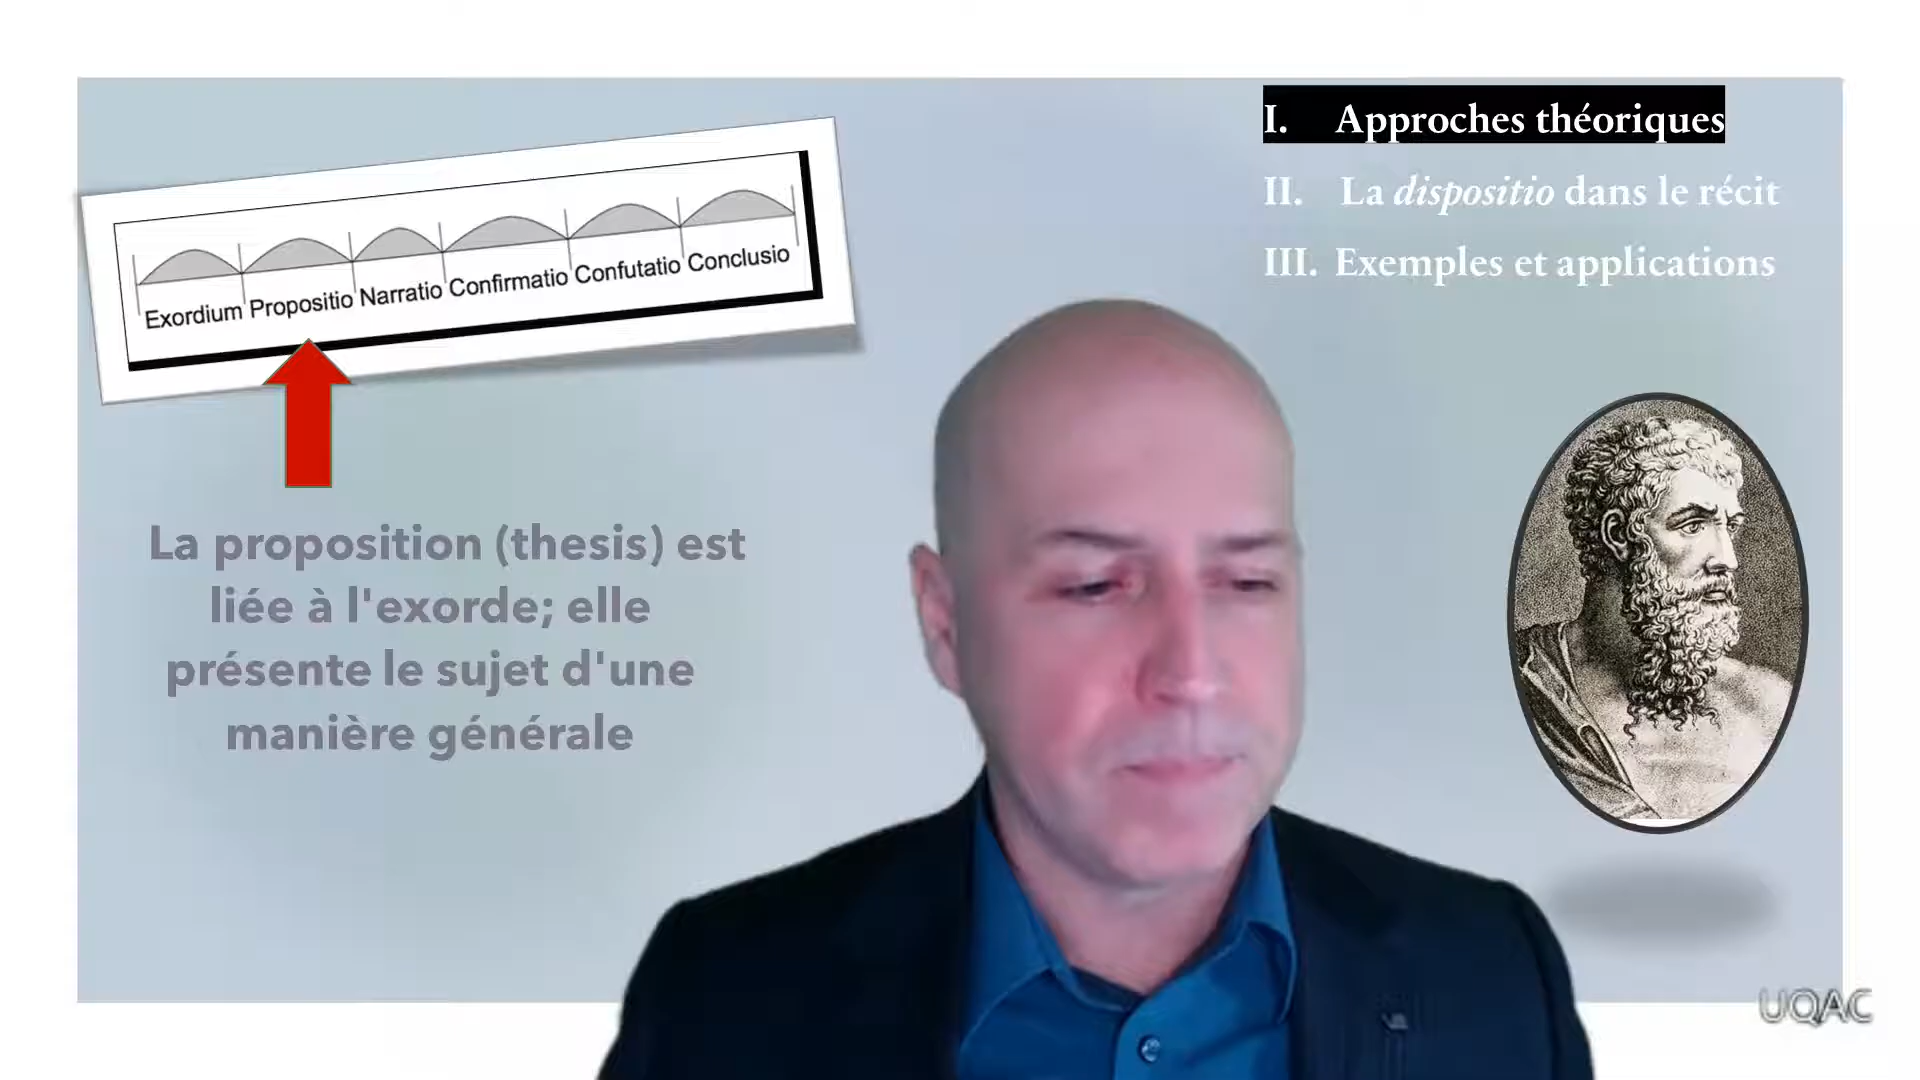 I. Approches théoriques
II. La dispositio dans le récit
III. Exemples et applications
Exordium Propositio Narratio Confirmatio Confutatio Conclusio
La proposition (thesis) est
liée à l'exorde; elle
présente le sujet d'une
manière générale
UQAC